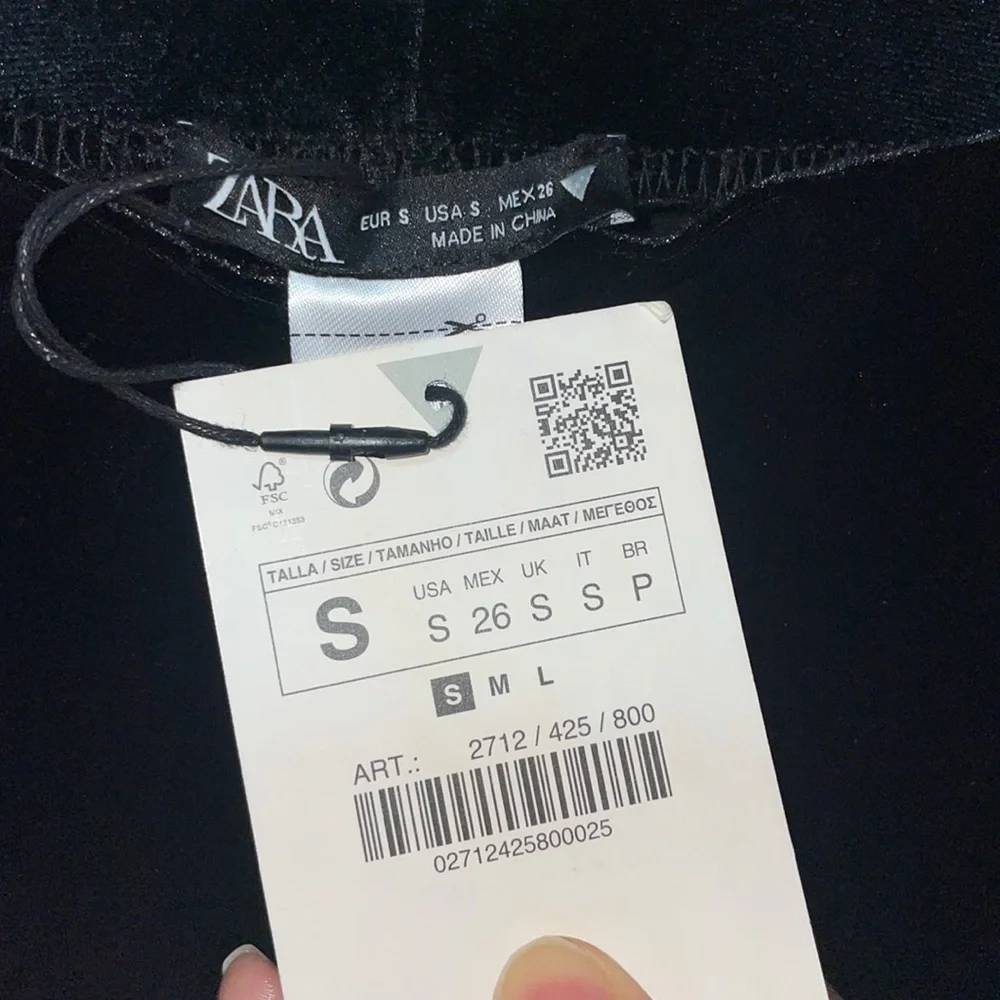 ZARA
EUR S USA S MEX 26
MADE IN CHINA
FSC
MIX
TALLA / SIZE / TAMANHO / TAILLE / MAAT / ΜΕΓΕΘΟΣ
USA MEX UK IT BR
S S 26 S S P
S M L
ART.: 2712 / 425 / 800
02712425800025